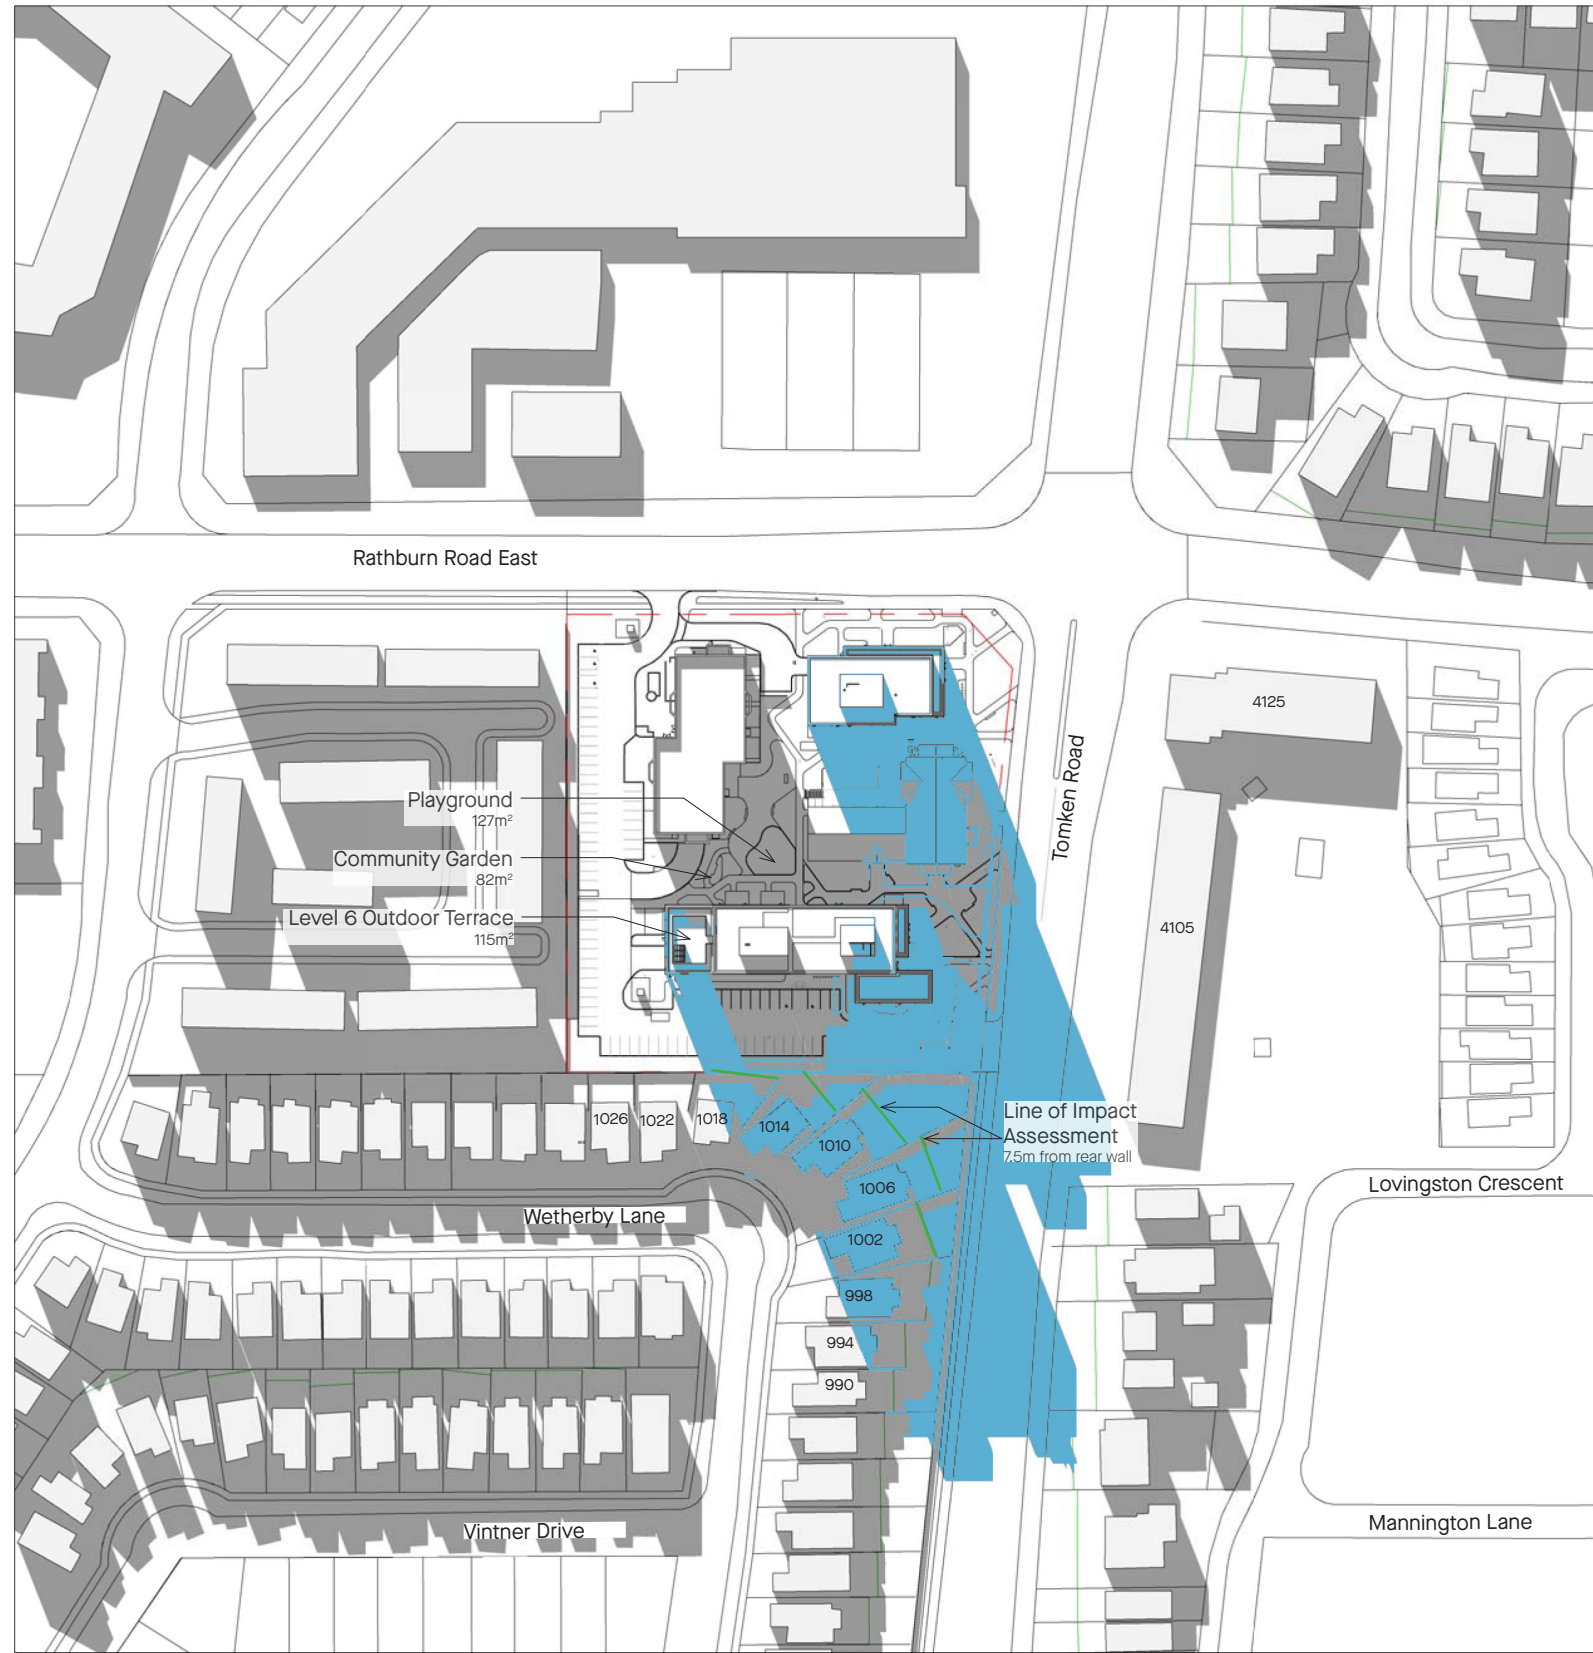 Rathburn Road East
4125
Tomken Road
Playground
127m²
Community Garden
82m²
Level 6 Outdoor Terrace
115m²
4105
Line of Impact
Assessment
7.5m from rear wall
1026
1022
1018
1014
1010
1006
1002
998
994
990
Lovingston Crescent
Wetherby Lane
Vintner Drive
Mannington Lane